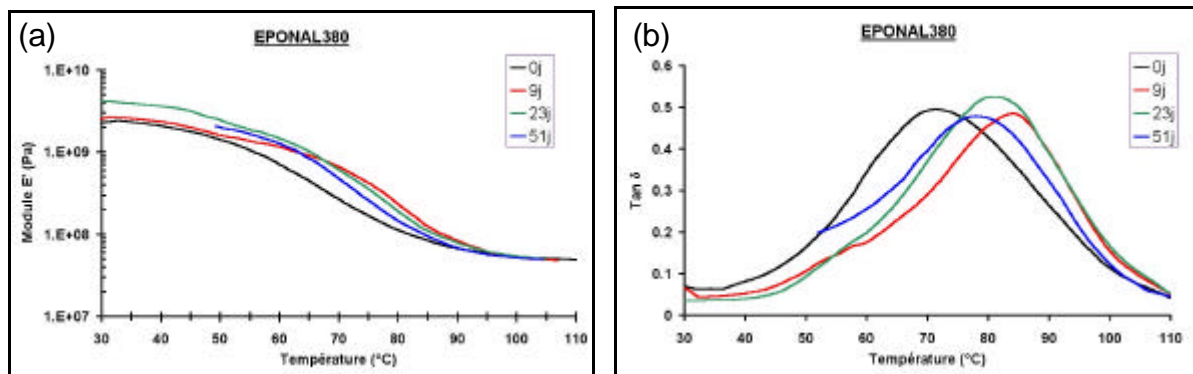 (a)
EPONAL380
0j
9j
23j
51j
1.E+10
1.E+09
1.E+08
1.E+07
Module E' (Pa)
30 40 50 60 70 80 90 100 110
Température (°C)
(b)
EPONAL380
0j
9j
23j
51j
0.6
0.5
0.4
0.3
0.2
0.1
0
Tan δ
30 40 50 60 70 80 90 100 110
Température (°C)